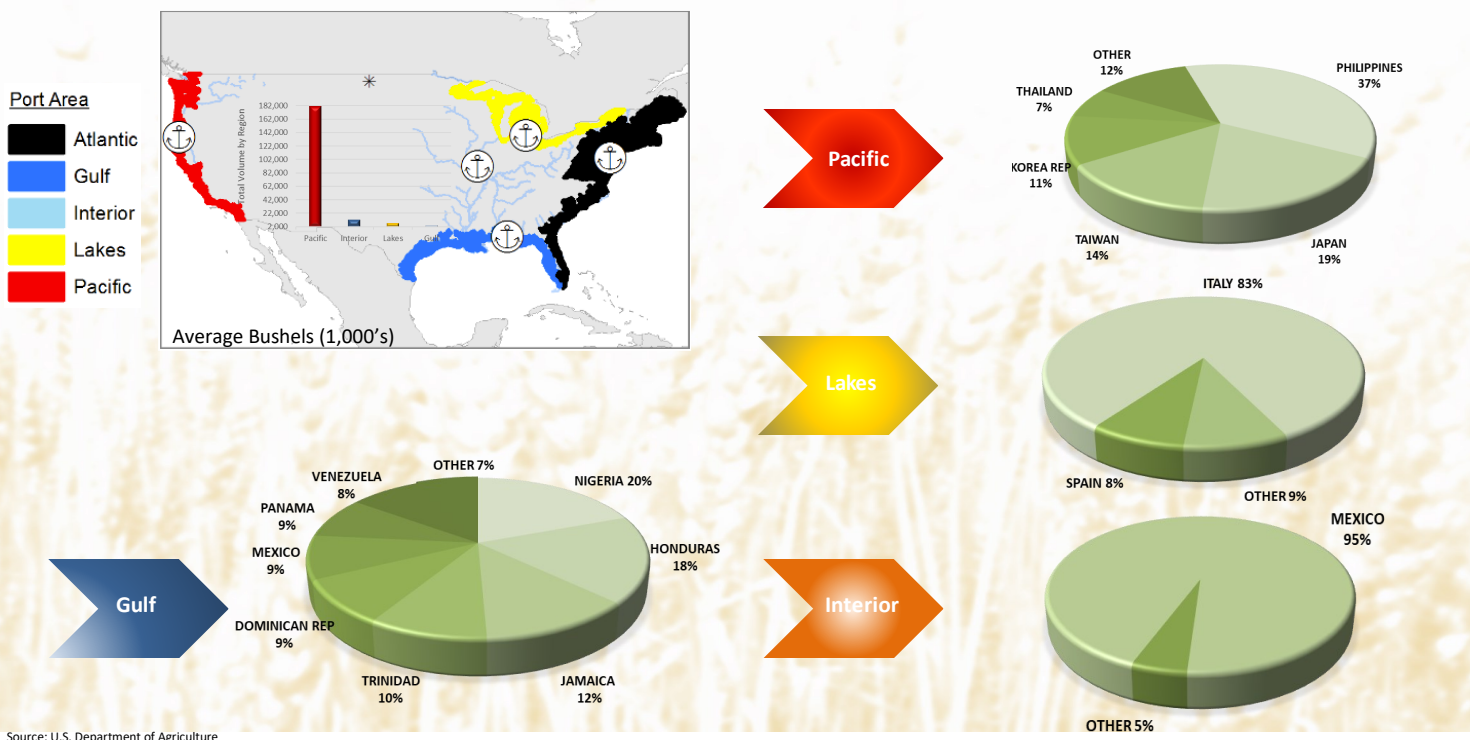 Port Area
Atlantic
Gulf
Interior
Lakes
Pacific
Total Volume by Region
182,000
162,000
142,000
122,000
102,000
82,000
62,000
42,000
22,000
2,000
Pacific
Interior
Lakes
Gulf
Average Bushels (1,000's)
Pacific
OTHER
12%
PHILIPPINES
37%
THAILAND
7%
KOREA REP
11%
TAIWAN
14%
JAPAN
19%
Lakes
ITALY 83%
SPAIN 8%
OTHER 9%
Gulf
OTHER 7%
VENEZUELA
8%
NIGERIA 20%
PANAMA
9%
MEXICO
9%
HONDURAS
18%
DOMINICAN REP
9%
TRINIDAD
10%
JAMAICA
12%
Interior
MEXICO
95%
OTHER 5%
Source: U.S. Department of Agriculture